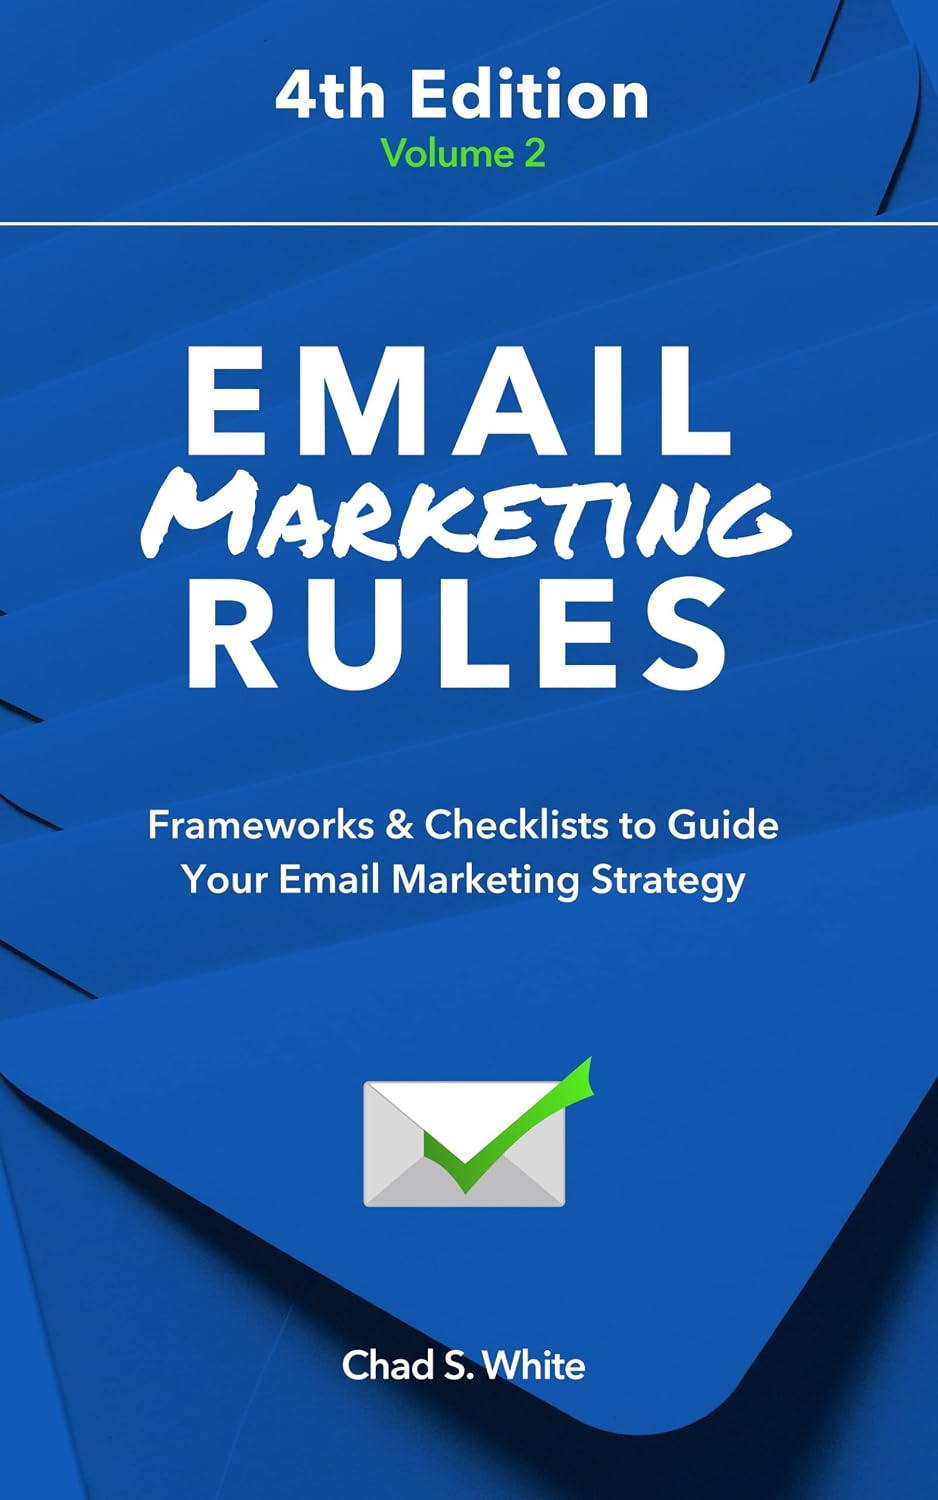 4th Edition
Volume 2
EMAIL
MARKETING
RULES
Frameworks & Checklists to Guide
Your Email Marketing Strategy
Chad S. White